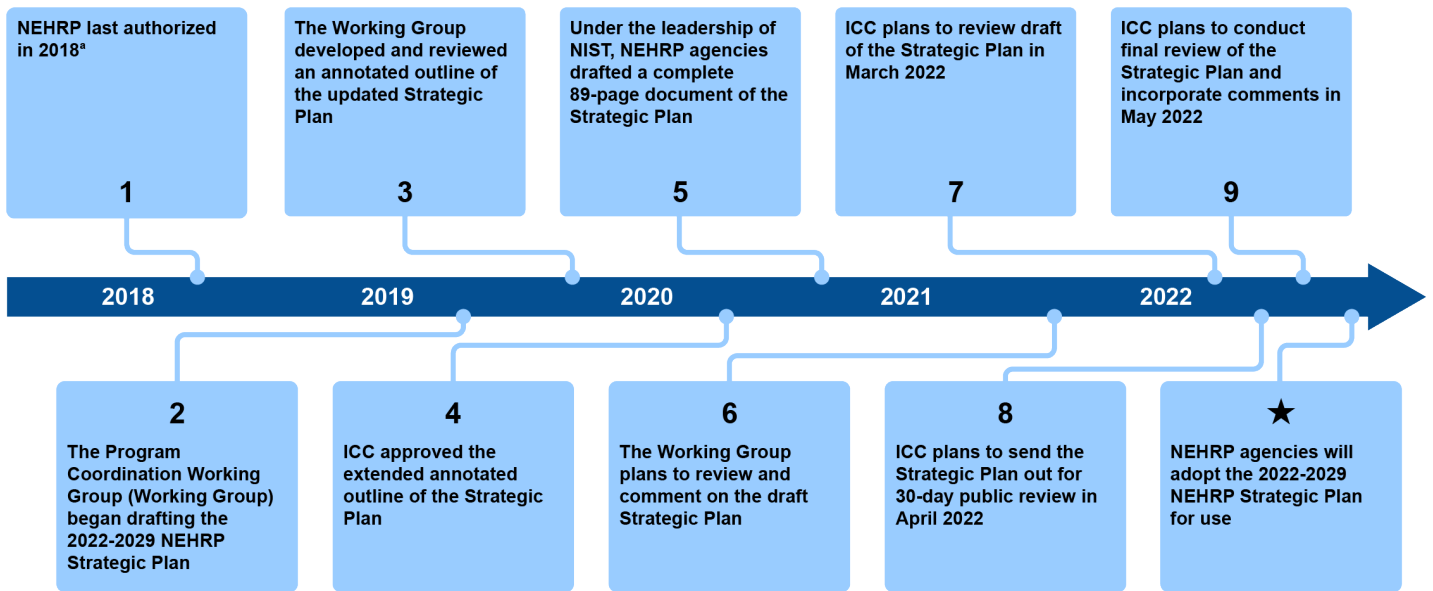 NEHRP last authorized
in 2018ª
1
The Working Group
developed and reviewed
an annotated outline of
the updated Strategic
Plan
3
Under the leadership of
NIST, NEHRP agencies
drafted a complete
89-page document of the
Strategic Plan
5
ICC plans to review draft
of the Strategic Plan in
March 2022
7
ICC plans to conduct
final review of the
Strategic Plan and
incorporate comments in
May 2022
9
2018
2019
2020
2021
2022
2
The Program
Coordination Working
Group (Working Group)
began drafting the
2022-2029 NEHRP
Strategic Plan
4
ICC approved the
extended annotated
outline of the Strategic
Plan
6
The Working Group
plans to review and
comment on the draft
Strategic Plan
8
ICC plans to send the
Strategic Plan out for
30-day public review in
April 2022
★
NEHRP agencies will
adopt the 2022-2029
NEHRP Strategic Plan
for use